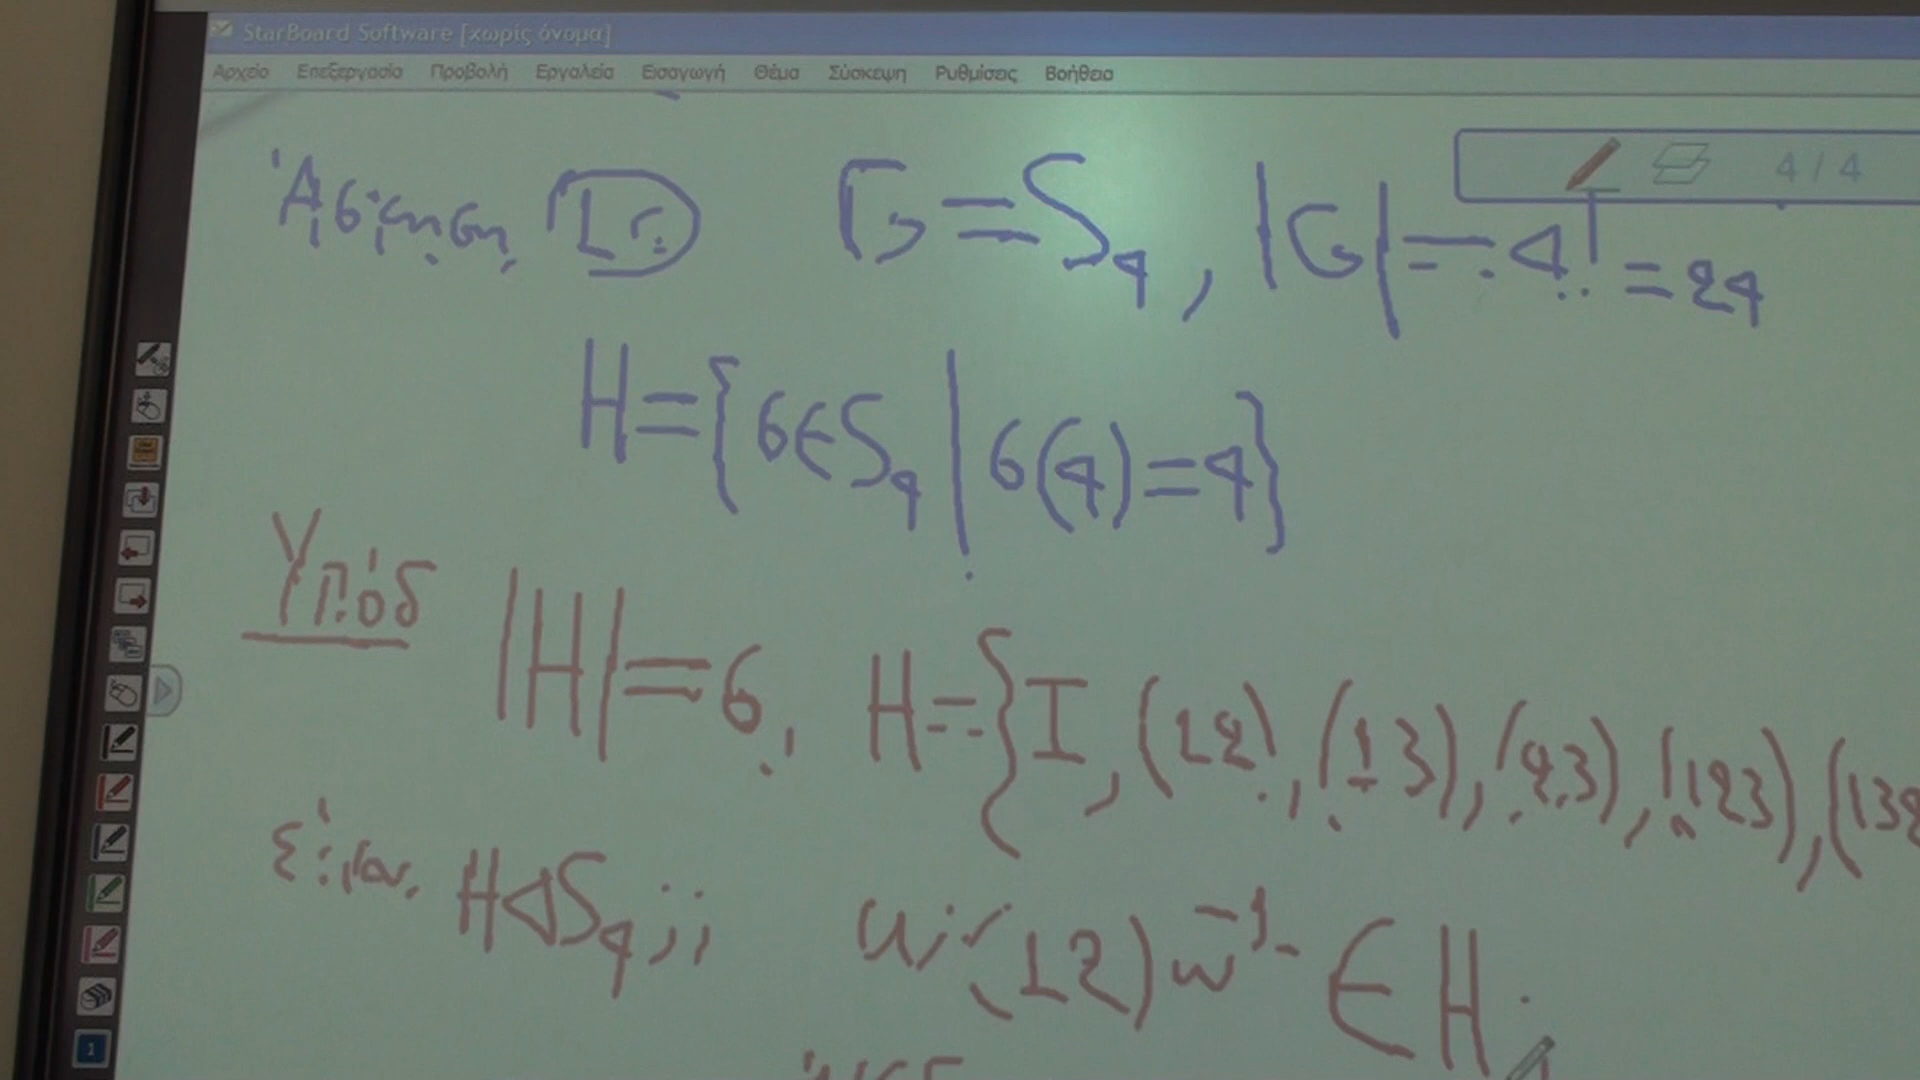 StarBoard Software [χωρίς όνομα]
Αρχείο Επεξεργασία Προβολή Εργαλεία Εισαγωγή Θέμα Σύσκεψη Ρυθμίσεις Βοήθεια
4 / 4
Άσκηση G = S₄, |G| = 4! = 24
H = {σ ∈ S₄ | σ(4) = 4}
Υπόδ |H| = 6, H = {I, (12), (13), (23), (123), (132
είναι H ◁ S₄ ;; (12) ω⁻¹ ∈ H
1